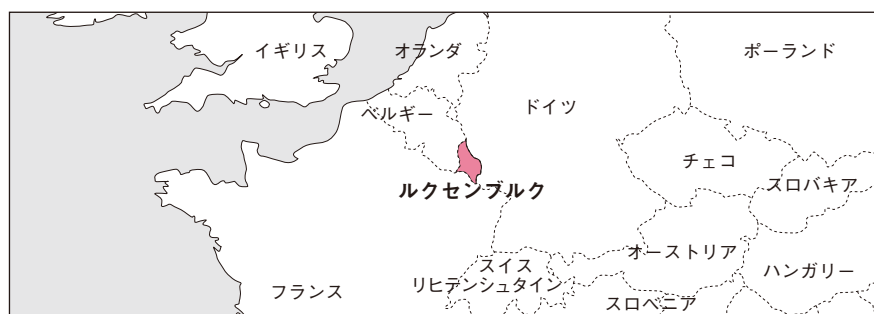 イギリス
オランダ
ポーランド
ベルギー
ドイツ
チェコ
スロバキア
ルクセンブルク
オーストリア
スイス
ハンガリー
リヒテンシュタイン
フランス
スロベニア